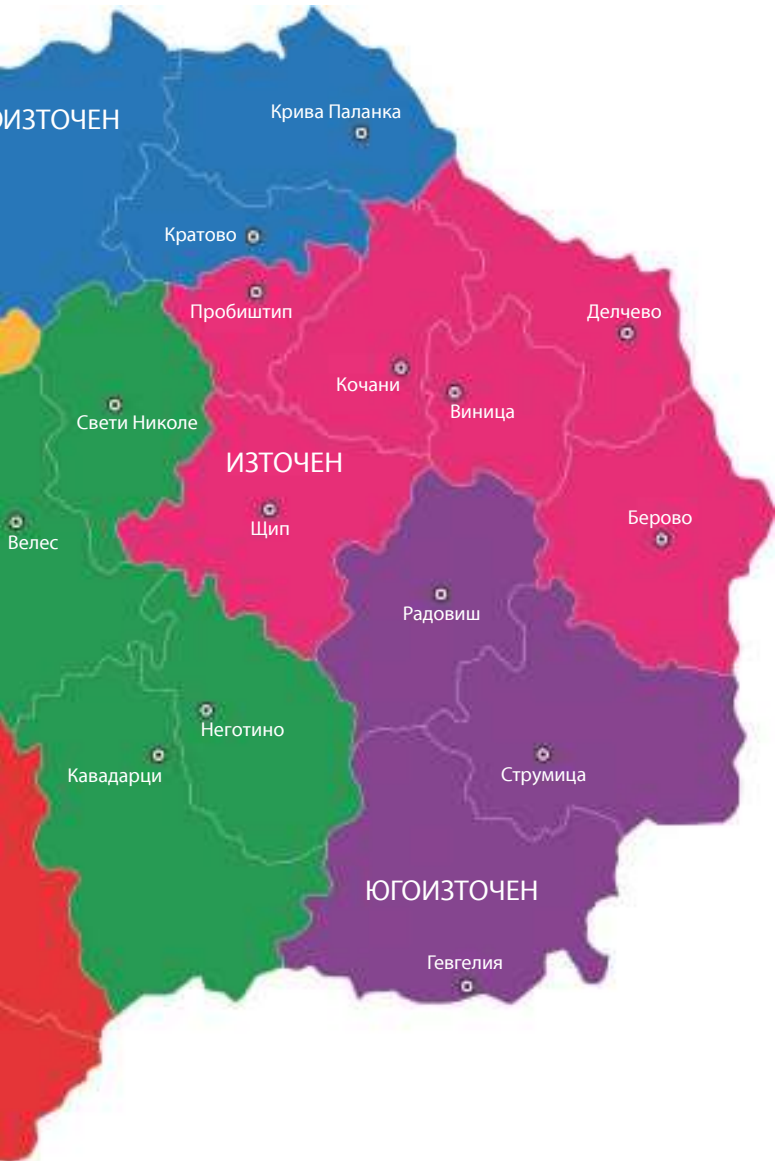 ОИЗТОЧЕН
Крива Паланка
Кратово
Пробиштип
Делчево
Кочани
Виница
Свети Николе
ИЗТОЧЕН
Щип
Берово
Велес
Радовиш
Неготино
Кавадарци
Струмица
ЮГОИЗТОЧЕН
Гевгелия